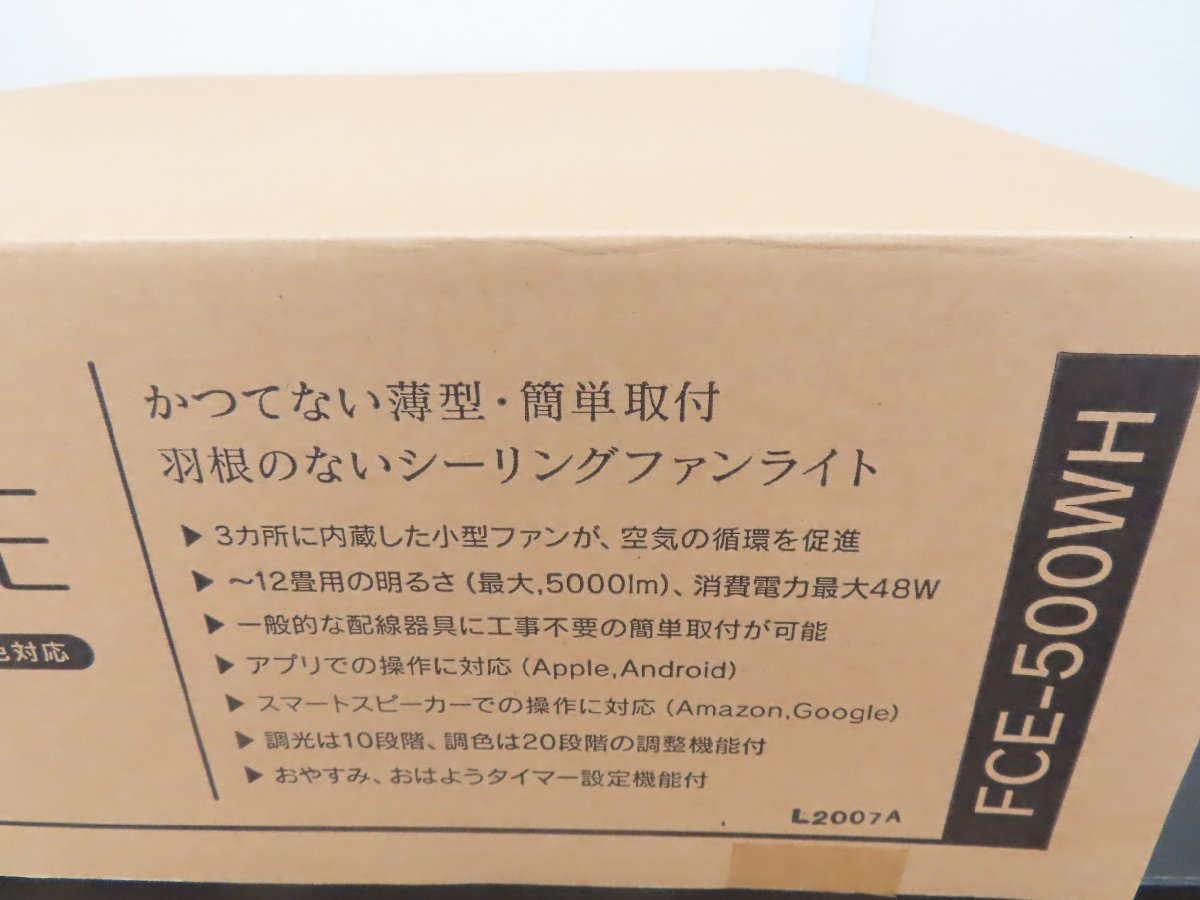 かつてない薄型・簡単取付
羽根のないシーリングファンライト
▶ 3カ所に内蔵した小型ファンが、空気の循環を促進
▶ ～12畳用の明るさ（最大,5000lm）、消費電力最大48W
▶ 一般的な配線器具に工事不要の簡単取付が可能
▶ アプリでの操作に対応（Apple,Android）
▶ スマートスピーカーでの操作に対応（Amazon,Google）
▶ 調光は10段階、調色は20段階の調整機能付
▶ おやすみ、おはようタイマー設定機能付
色対応
L2007A
FCE-500WH